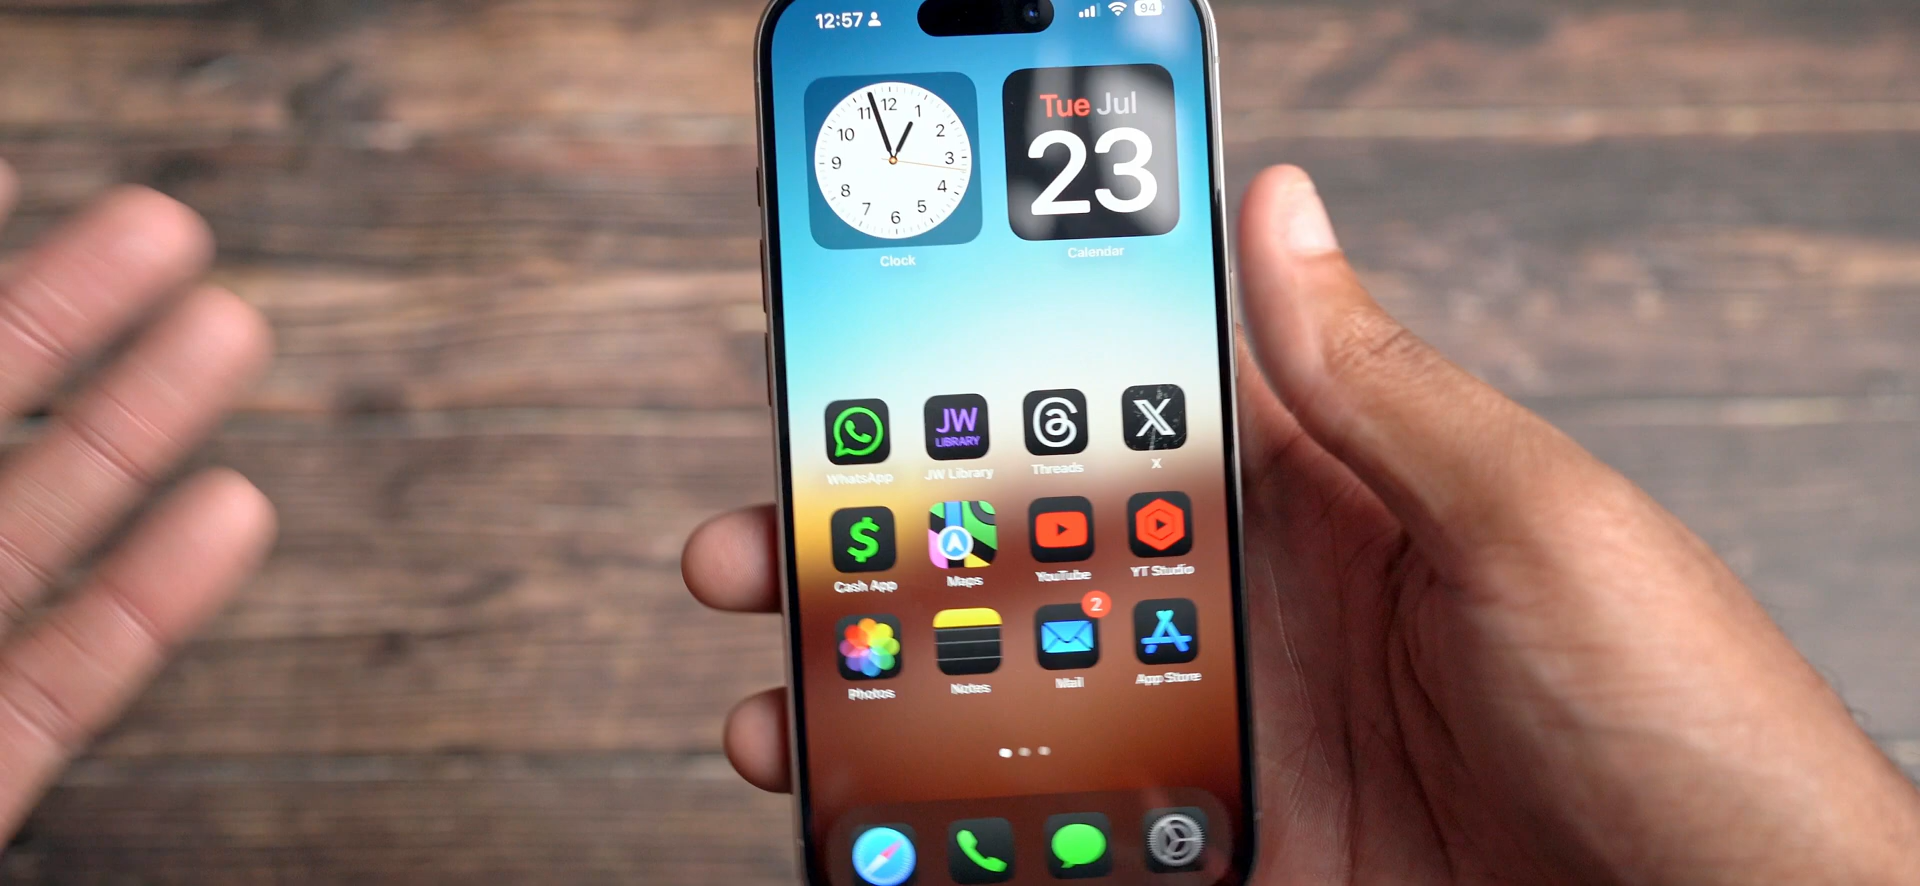 12:57
94
12
1
2
3
4
5
6
7
8
9
10
11
Tue Jul
23
Clock
Calendar
JW
LIBRARY
WhatsApp
JW Library
Threads
X
$
Cash App
Maps
YouTube
YT Studio
2
Photos
Notes
Mail
App Store